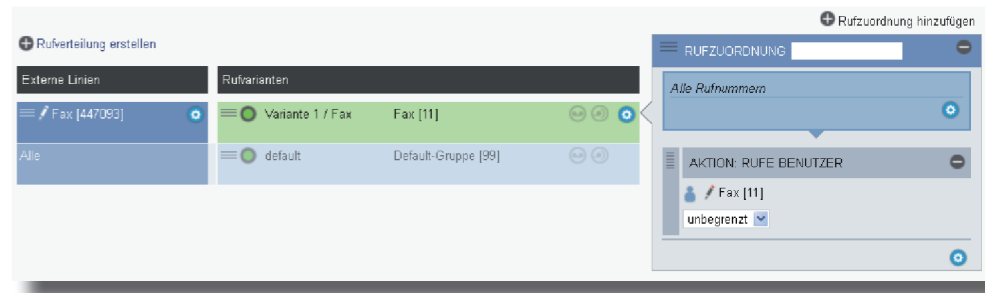 Rufzuordnung hinzufügen
Rufverteilung erstellen
RUFZUORDNUNG
Externe Linien
Rufvarianten
Alle Rufnummern
Fax [447093]
Variante 1 / Fax
Fax [11]
Alle
default
Default-Gruppe [99]
AKTION: RUFE BENUTZER
Fax [11]
unbegrenzt